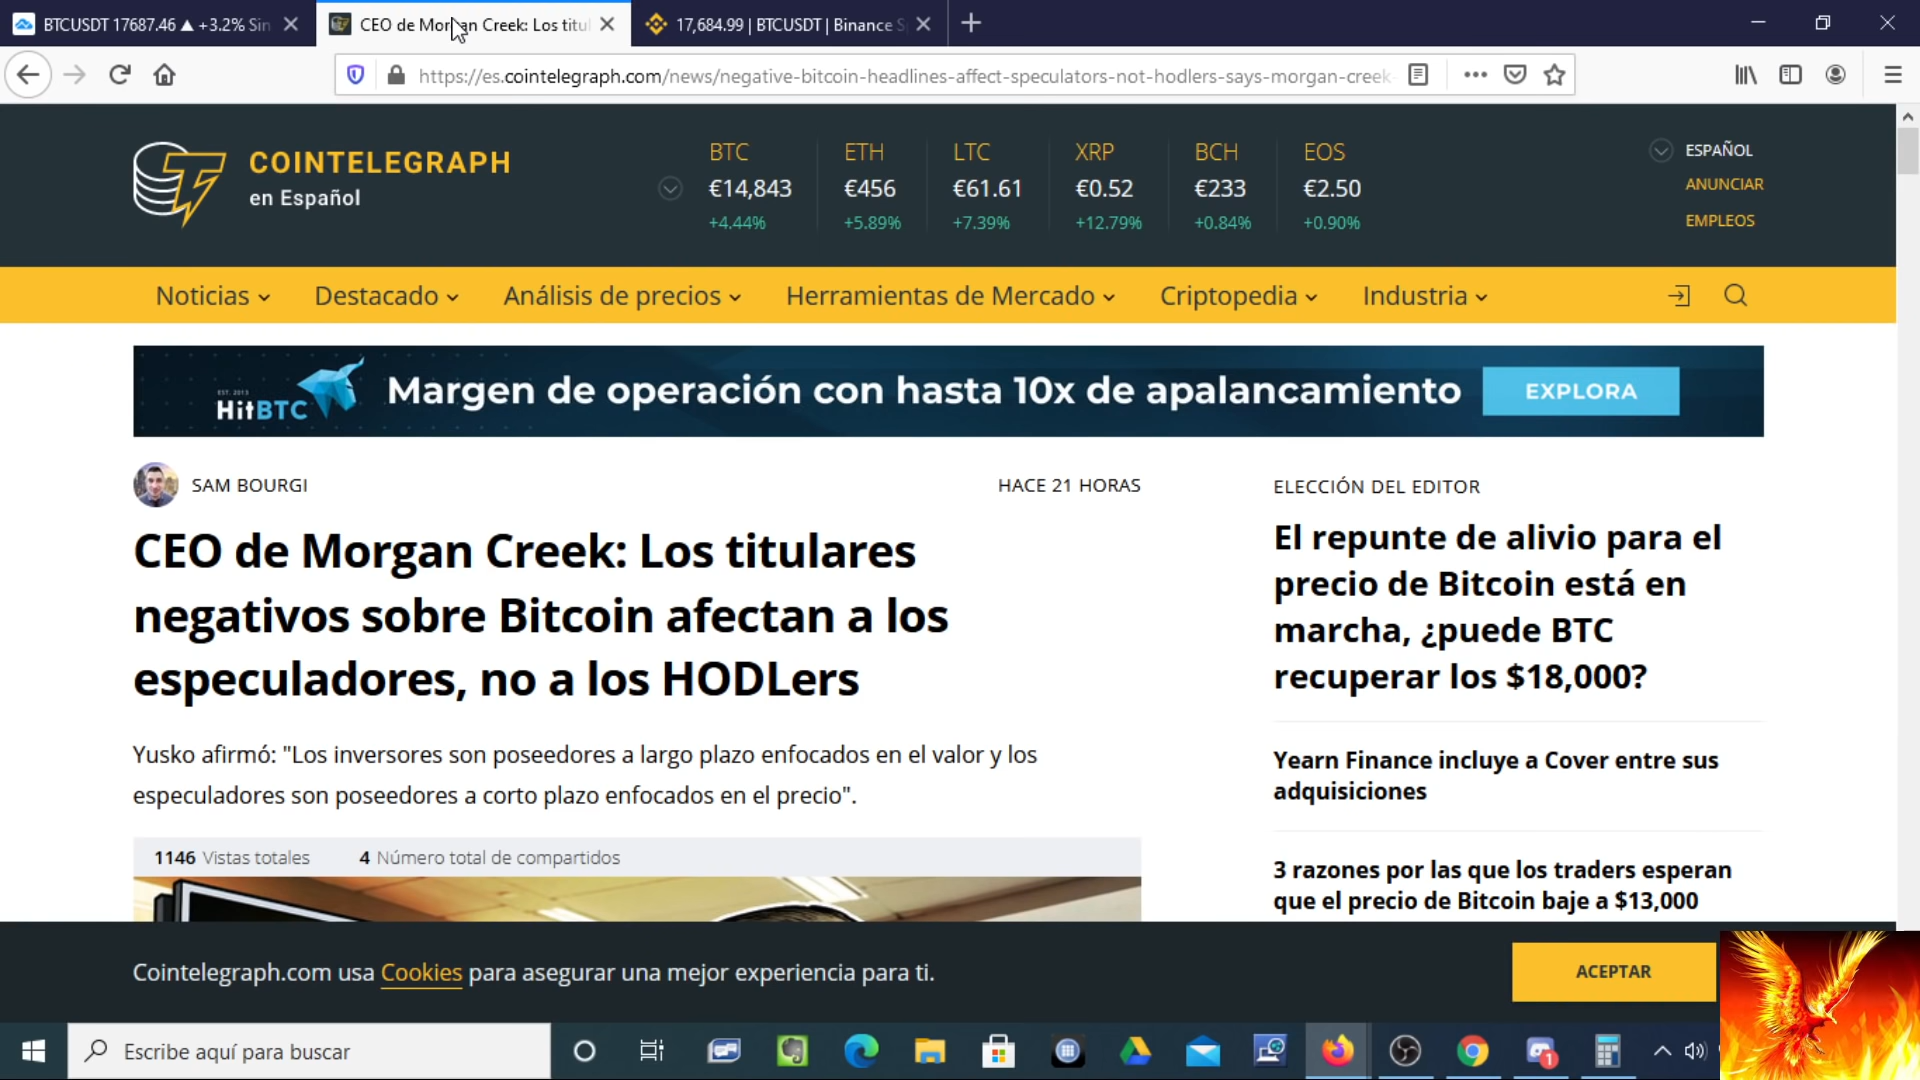 BTCUSDT 17687.46 ▲ +3.2% Sin
CEO de Morgan Creek: Los titul
17,684.99 | BTCUSDT | Binance S
https://es.cointelegraph.com/news/negative-bitcoin-headlines-affect-speculators-not-hodlers-says-morgan-creek-
COINTELEGRAPH
en Español
BTC ETH LTC XRP BCH EOS
€14,843 €456 €61.61 €0.52 €233 €2.50
+4.44% +5.89% +7.39% +12.79% +0.84% +0.90%
ESPAÑOL
ANUNCIAR
EMPLEOS
Noticias Destacado Análisis de precios Herramientas de Mercado Criptopedia Industria
EST. 2013
HitBTC
Margen de operación con hasta 10x de apalancamiento
EXPLORA
SAM BOURGI
HACE 21 HORAS
CEO de Morgan Creek: Los titulares
negativos sobre Bitcoin afectan a los
especuladores, no a los HODLers
Yusko afirmó: "Los inversores son poseedores a largo plazo enfocados en el valor y los
especuladores son poseedores a corto plazo enfocados en el precio".
1146 Vistas totales 4 Número total de compartidos
ELECCIÓN DEL EDITOR
El repunte de alivio para el
precio de Bitcoin está en
marcha, ¿puede BTC
recuperar los $18,000?
Yearn Finance incluye a Cover entre sus
adquisiciones
3 razones por las que los traders esperan
que el precio de Bitcoin baje a $13,000
Cointelegraph.com usa Cookies para asegurar una mejor experiencia para ti.
ACEPTAR
Escribe aquí para buscar
1